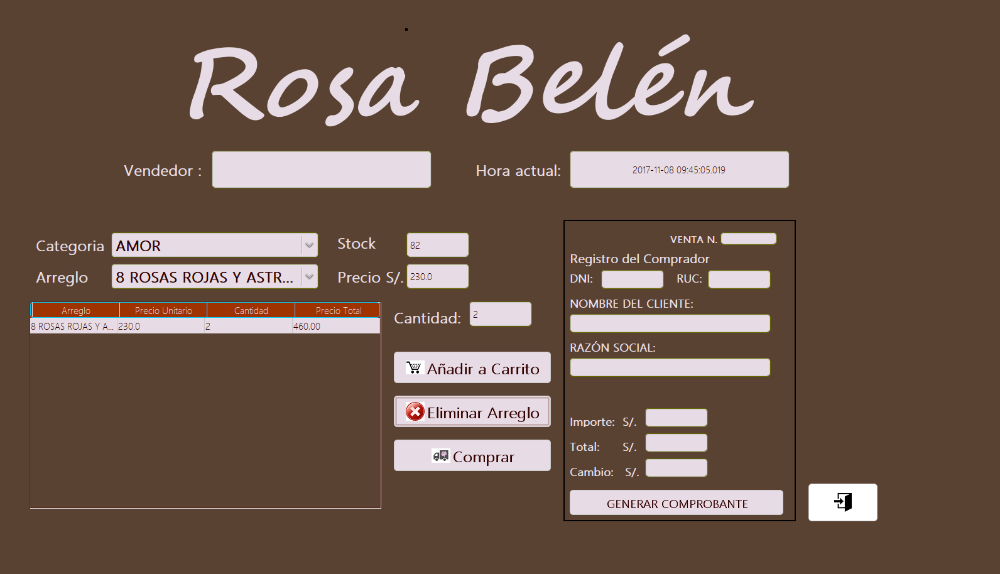 Rosa Belén
Vendedor :
Hora actual: 2017-11-08 09:45:05.019
Categoria AMOR
Stock 82
Arreglo 8 ROSAS ROJAS Y ASTR...
Precio S/. 230.0
Arreglo Precio Unitario Cantidad Precio Total
8 ROSAS ROJAS Y A... 230.0 2 460,00
Cantidad: 2
Añadir a Carrito
Eliminar Arreglo
Comprar
VENTA N.
Registro del Comprador
DNI: RUC:
NOMBRE DEL CLIENTE:
RAZÓN SOCIAL:
Importe: S/.
Total: S/.
Cambio: S/.
GENERAR COMPROBANTE